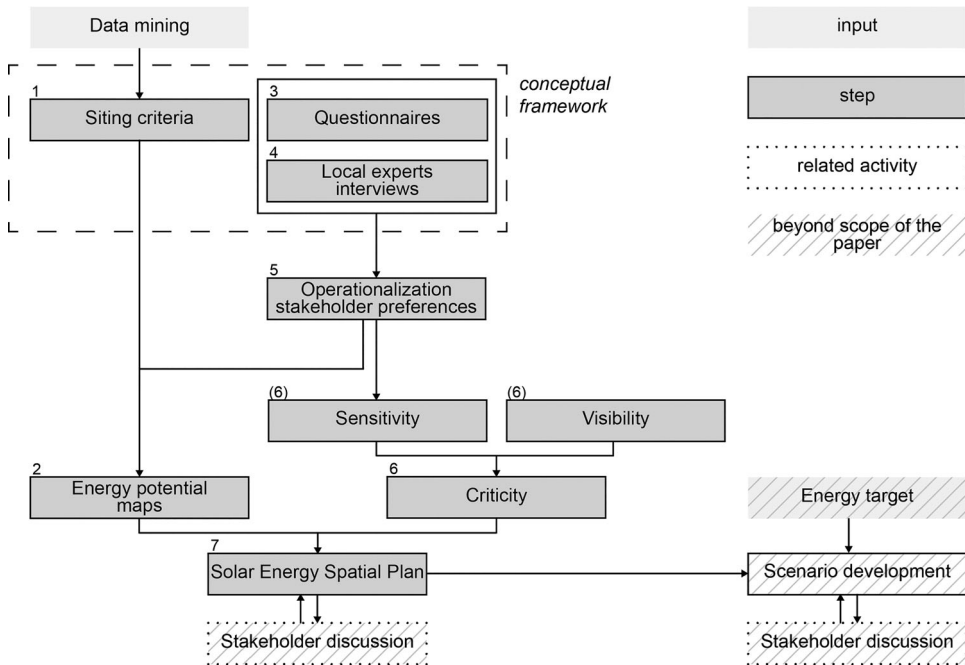 Data mining
input
conceptual
framework
1
Siting criteria
3
Questionnaires
step
4
Local experts
interviews
related activity
beyond scope of the
paper
5
Operationalization
stakeholder preferences
(6)
Sensitivity
(6)
Visibility
2
Energy potential
maps
6
Criticity
Energy target
7
Solar Energy Spatial Plan
Scenario development
Stakeholder discussion
Stakeholder discussion